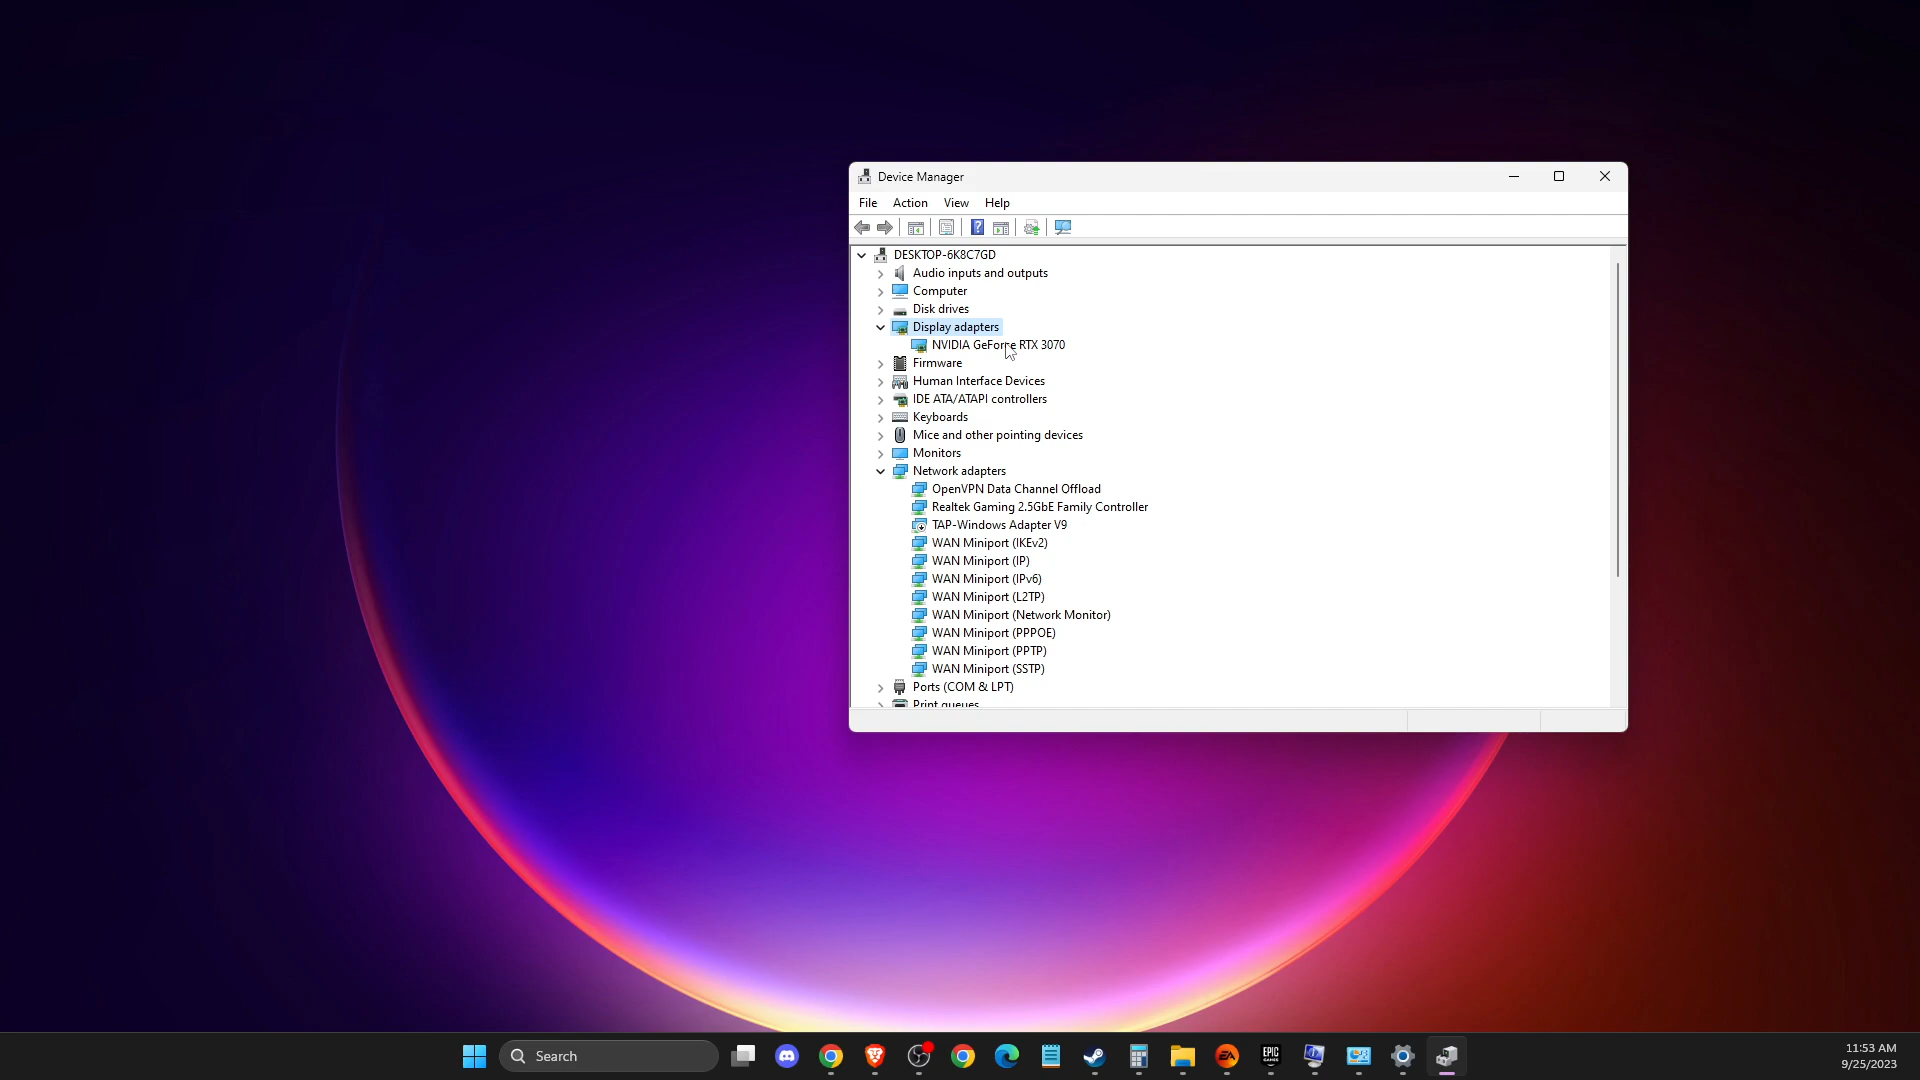 Device Manager
File Action View Help
DESKTOP-6K8C7GD
Audio inputs and outputs
Computer
Disk drives
Display adapters
NVIDIA GeForce RTX 3070
Firmware
Human Interface Devices
IDE ATA/ATAPI controllers
Keyboards
Mice and other pointing devices
Monitors
Network adapters
OpenVPN Data Channel Offload
Realtek Gaming 2.5GbE Family Controller
TAP-Windows Adapter V9
WAN Miniport (IKEv2)
WAN Miniport (IP)
WAN Miniport (IPv6)
WAN Miniport (L2TP)
WAN Miniport (Network Monitor)
WAN Miniport (PPPOE)
WAN Miniport (PPTP)
WAN Miniport (SSTP)
Ports (COM & LPT)
Print queues
Search
EA
EPIC GAMES
11:53 AM
9/25/2023